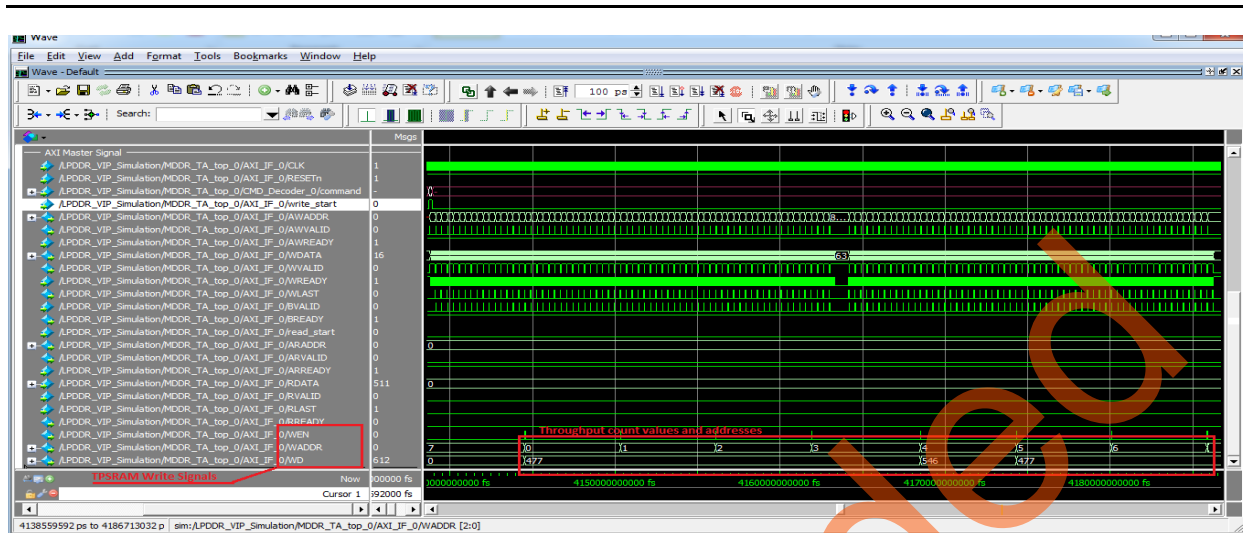 Wave
File Edit View Add Format Tools Bookmarks Window Help
Wave - Default
100 ps
Search:
Msgs
AXI Master Signal
/LPDDR_VIP_Simulation/MDDR_TA_top_0/AXI_IF_0/CLK 1
/LPDDR_VIP_Simulation/MDDR_TA_top_0/AXI_IF_0/RESETn 1
/LPDDR_VIP_Simulation/MDDR_TA_top_0/CMD_Decoder_0/command -
/LPDDR_VIP_Simulation/MDDR_TA_top_0/AXI_IF_0/write_start 0
/LPDDR_VIP_Simulation/MDDR_TA_top_0/AXI_IF_0/AWADDR 0 8...
/LPDDR_VIP_Simulation/MDDR_TA_top_0/AXI_IF_0/AWVALID 0
/LPDDR_VIP_Simulation/MDDR_TA_top_0/AXI_IF_0/AWREADY 1
/LPDDR_VIP_Simulation/MDDR_TA_top_0/AXI_IF_0/WDATA 16 63
/LPDDR_VIP_Simulation/MDDR_TA_top_0/AXI_IF_0/WVALID 0
/LPDDR_VIP_Simulation/MDDR_TA_top_0/AXI_IF_0/WREADY 1
/LPDDR_VIP_Simulation/MDDR_TA_top_0/AXI_IF_0/WLAST 0
/LPDDR_VIP_Simulation/MDDR_TA_top_0/AXI_IF_0/BVALID 0
/LPDDR_VIP_Simulation/MDDR_TA_top_0/AXI_IF_0/BREADY 1
/LPDDR_VIP_Simulation/MDDR_TA_top_0/AXI_IF_0/read_start 0
/LPDDR_VIP_Simulation/MDDR_TA_top_0/AXI_IF_0/ARADDR 0 0
/LPDDR_VIP_Simulation/MDDR_TA_top_0/AXI_IF_0/ARVALID 0
/LPDDR_VIP_Simulation/MDDR_TA_top_0/AXI_IF_0/ARREADY 1
/LPDDR_VIP_Simulation/MDDR_TA_top_0/AXI_IF_0/RDATA 511 0
/LPDDR_VIP_Simulation/MDDR_TA_top_0/AXI_IF_0/RVALID 0
/LPDDR_VIP_Simulation/MDDR_TA_top_0/AXI_IF_0/RLAST 1
/LPDDR_VIP_Simulation/MDDR_TA_top_0/AXI_IF_0/RREADY 0
Throughput count values and addresses
/LPDDR_VIP_Simulation/MDDR_TA_top_0/AXI_IF_0/WEN 0
/LPDDR_VIP_Simulation/MDDR_TA_top_0/AXI_IF_0/WADDR 0 7 0 1 2 3 4 5 6
/LPDDR_VIP_Simulation/MDDR_TA_top_0/AXI_IF_0/WD 612 0 477 546 477
TPSRAM Write Signals
Now 000000 fs 0000000000 fs 4150000000000 fs 4160000000000 fs 4170000000000 fs 4180000000000 fs
Cursor 1 592000 fs
4138559592 ps to 4186713032 p sim:/LPDDR_VIP_Simulation/MDDR_TA_top_0/AXI_IF_0/WADDR [2:0]